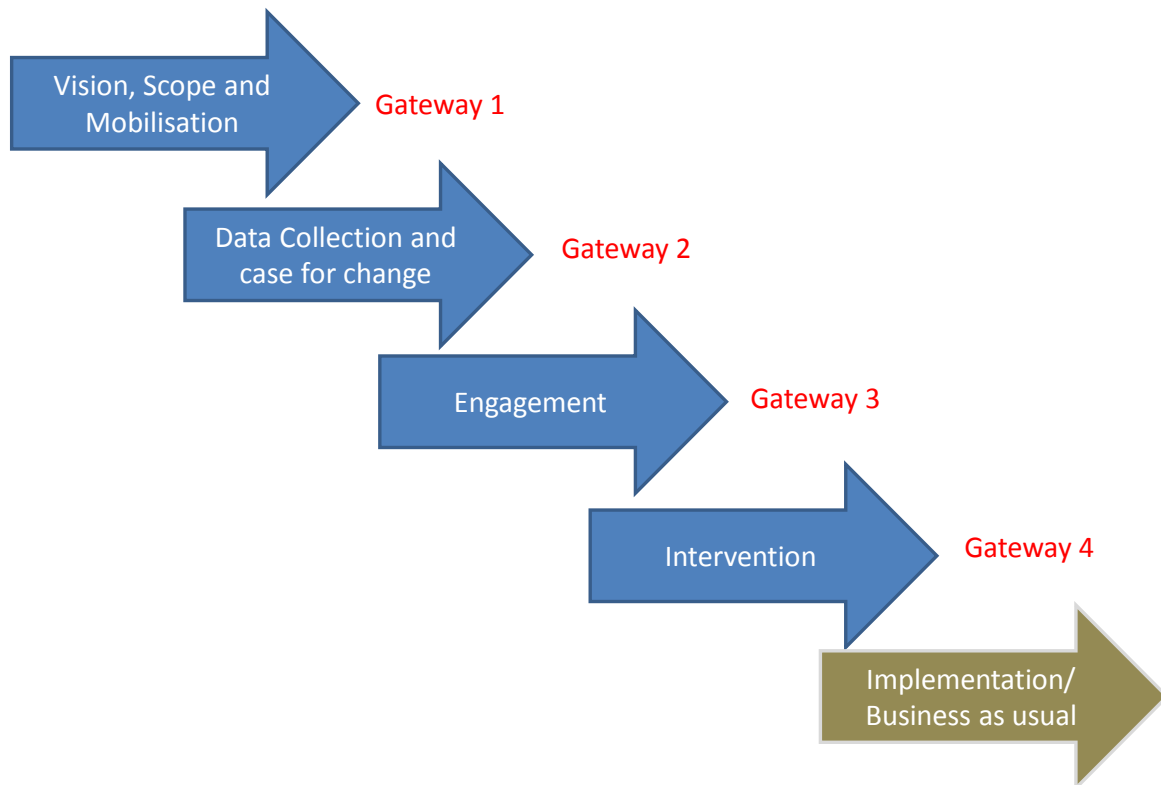 Vision, Scope and
Mobilisation
Gateway 1
Data Collection and
case for change
Gateway 2
Engagement
Gateway 3
Intervention
Gateway 4
Implementation/
Business as usual